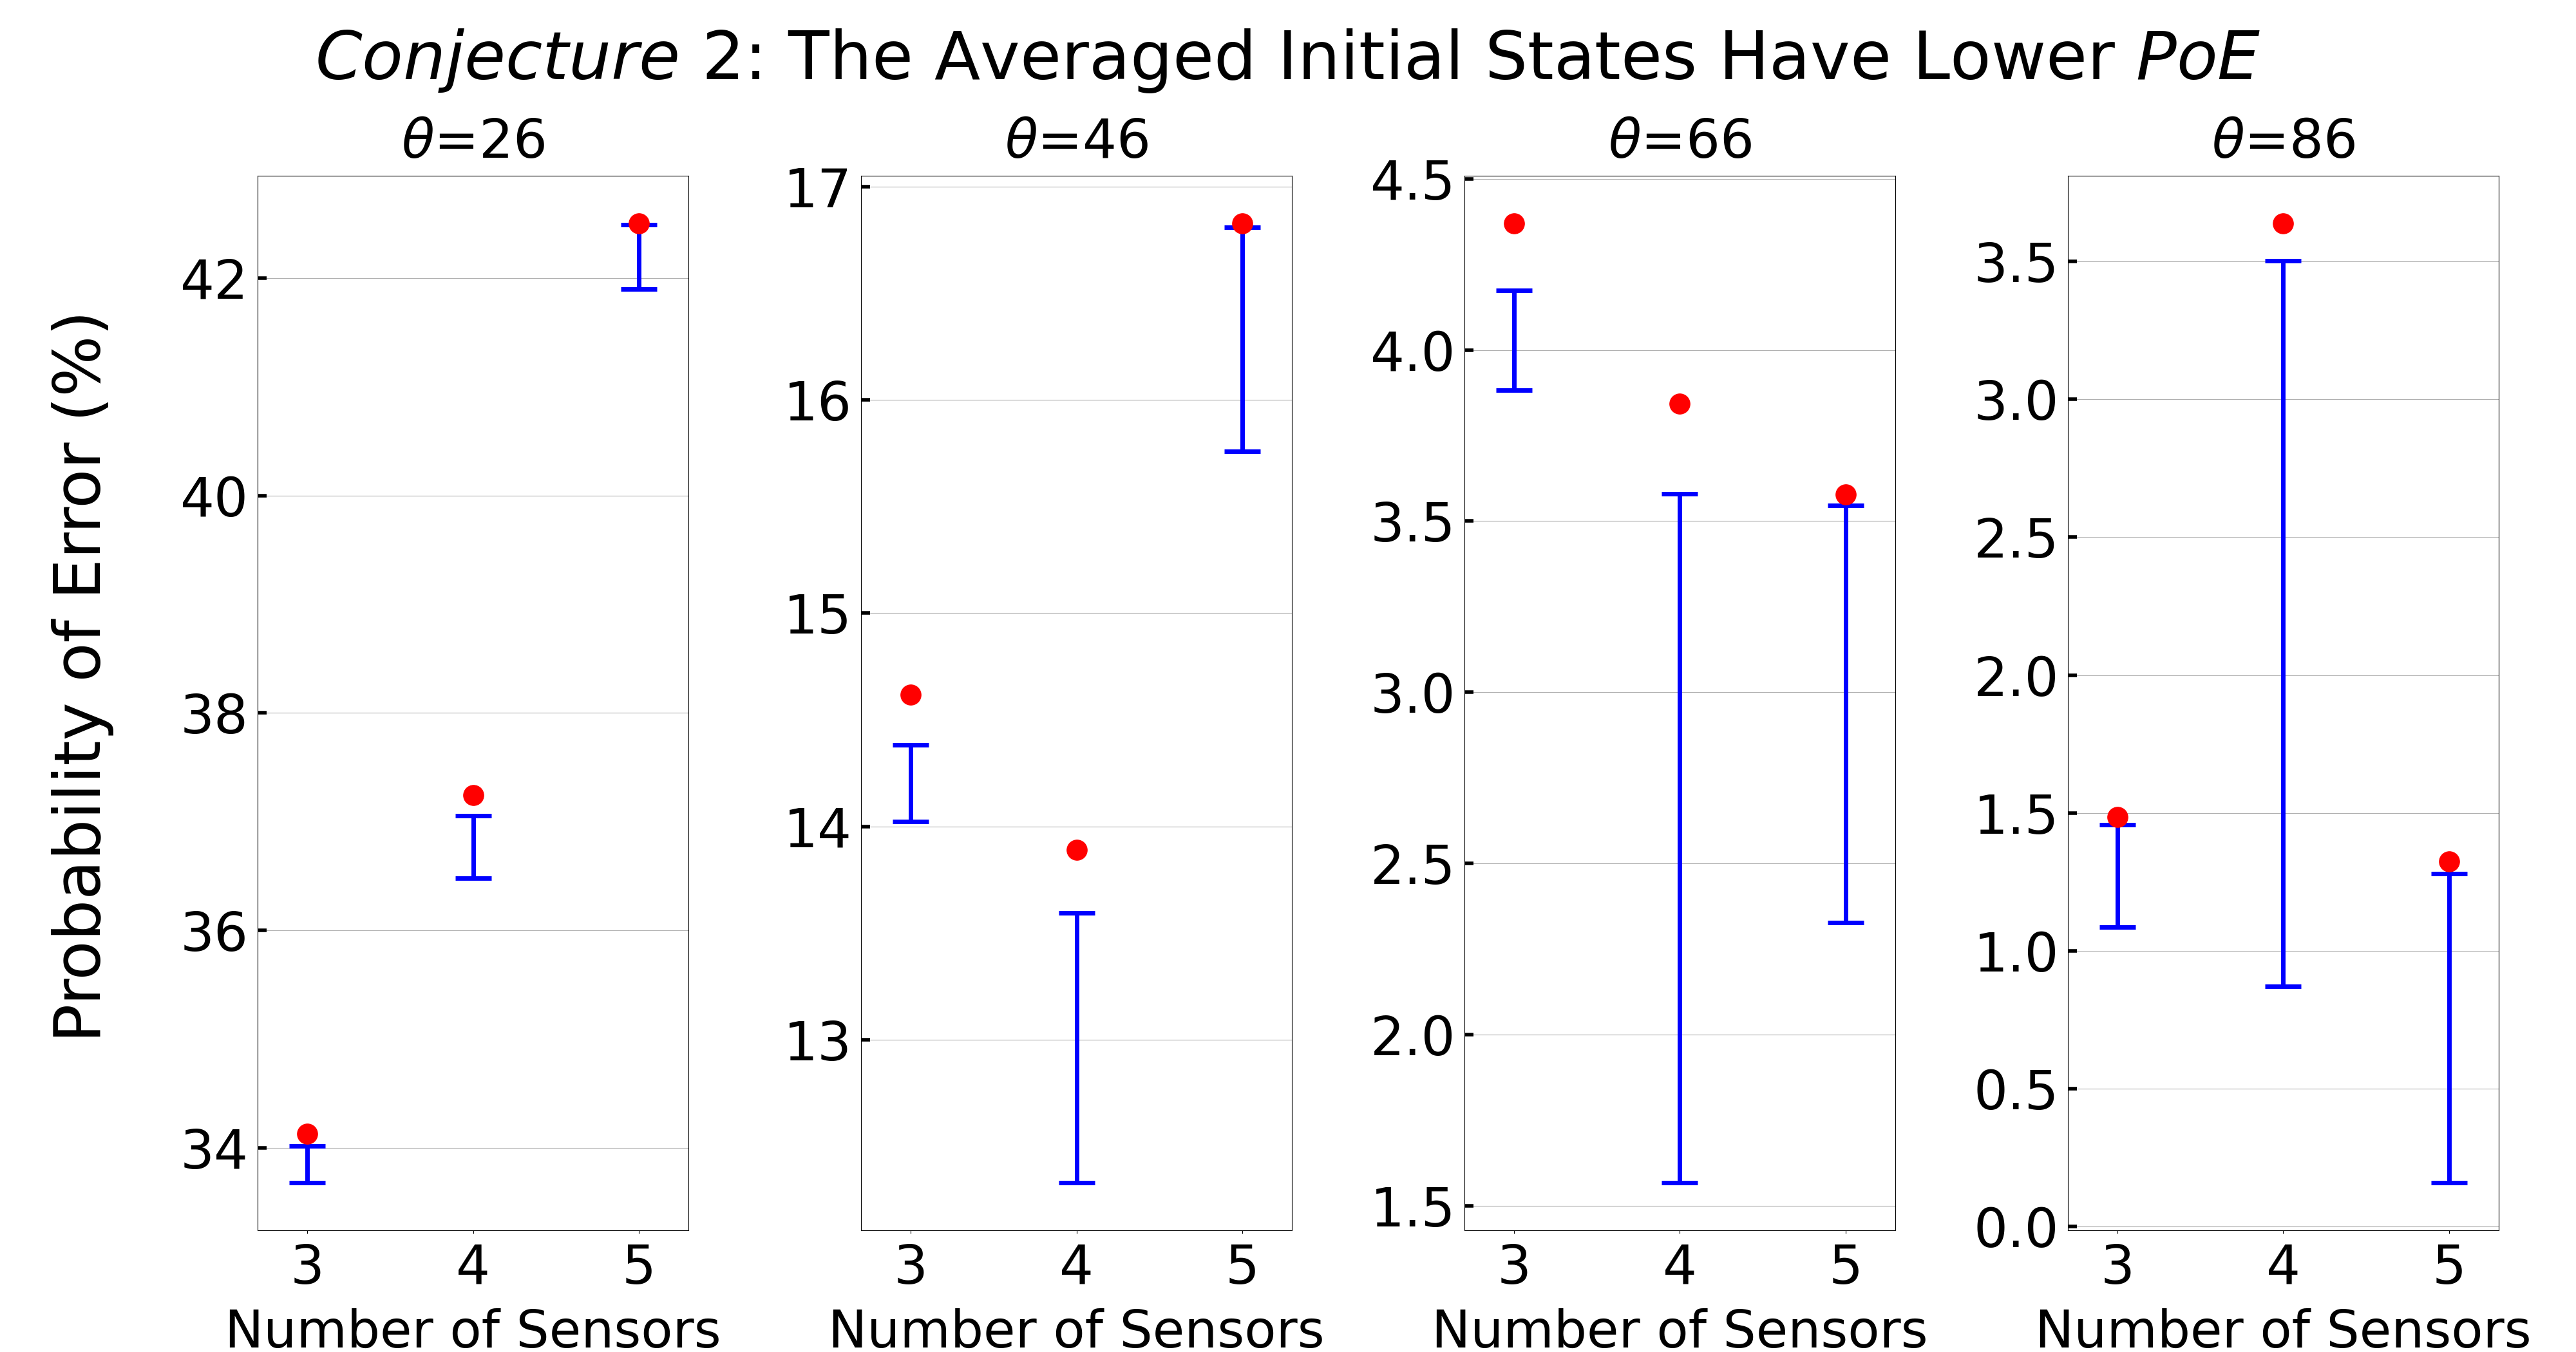 Conjecture 2: The Averaged Initial States Have Lower PoE
Probability of Error (%)
θ=26
42
40
38
36
34
3 4 5
Number of Sensors
θ=46
17
16
15
14
13
3 4 5
Number of Sensors
θ=66
4.5
4.0
3.5
3.0
2.5
2.0
1.5
3 4 5
Number of Sensors
θ=86
3.5
3.0
2.5
2.0
1.5
1.0
0.5
0.0
3 4 5
Number of Sensors